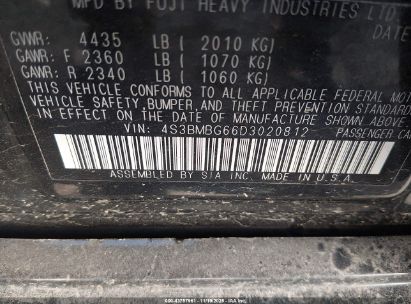 MFD BY FUJI HEAVY INDUSTRIES LTD
DATE
GVWR: 4435 LB ( 2010 KG)
GAWR: F 2360 LB ( 1070 KG)
GAWR: R 2340 LB ( 1060 KG)
THIS VEHICLE CONFORMS TO ALL APPLICABLE FEDERAL MOTOR
VEHICLE SAFETY, BUMPER, AND THEFT PREVENTION STANDARD
IN EFFECT ON THE DATE OF MANUFACTURE SHOWN ABOVE
VIN: 4S3BMBG66D3020812 PASSENGER CA
ASSEMBLED BY SIA INC. MADE IN U.S.A.